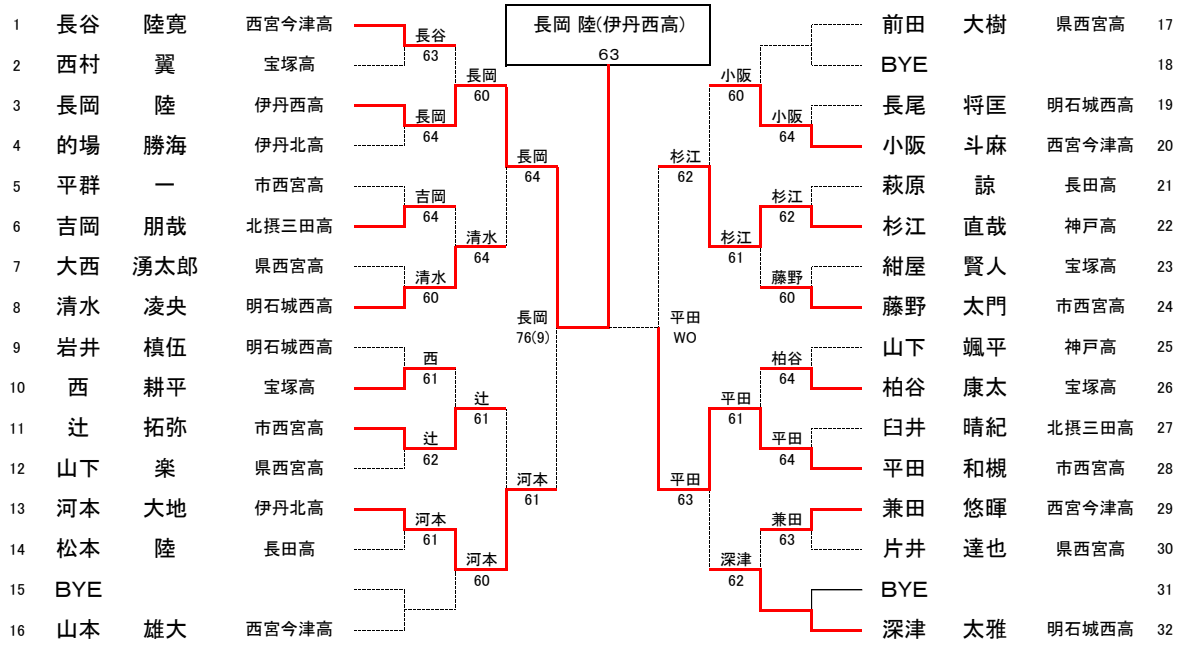 長岡 陸(伊丹西高)
63
1 長谷 陸寛 西宮今津高
2 西村 翼 宝塚高
3 長岡 陸 伊丹西高
4 的場 勝海 伊丹北高
5 平群 一 市西宮高
6 吉岡 朋哉 北摂三田高
7 大西 湧太郎 県西宮高
8 清水 凌央 明石城西高
9 岩井 槙伍 明石城西高
10 西 耕平 宝塚高
11 辻 拓弥 市西宮高
12 山下 楽 県西宮高
13 河本 大地 伊丹北高
14 松本 陸 長田高
15 BYE
16 山本 雄大 西宮今津高
長谷
63
長岡
64
吉岡
64
清水
60
西
61
辻
62
河本
61
長岡
60
清水
64
辻
61
河本
60
長岡
64
河本
61
長岡
76(9)
平田
WO
杉江
62
平田
63
小阪
60
杉江
61
平田
61
深津
62
小阪
64
杉江
62
藤野
60
柏谷
64
平田
64
兼田
63
前田 大樹 県西宮高 17
BYE 18
長尾 将匡 明石城西高 19
小阪 斗麻 西宮今津高 20
萩原 諒 長田高 21
杉江 直哉 神戸高 22
紺屋 賢人 宝塚高 23
藤野 太門 市西宮高 24
山下 颯平 神戸高 25
柏谷 康太 宝塚高 26
臼井 晴紀 北摂三田高 27
平田 和槻 市西宮高 28
兼田 悠暉 西宮今津高 29
片井 達也 県西宮高 30
BYE 31
深津 太雅 明石城西高 32